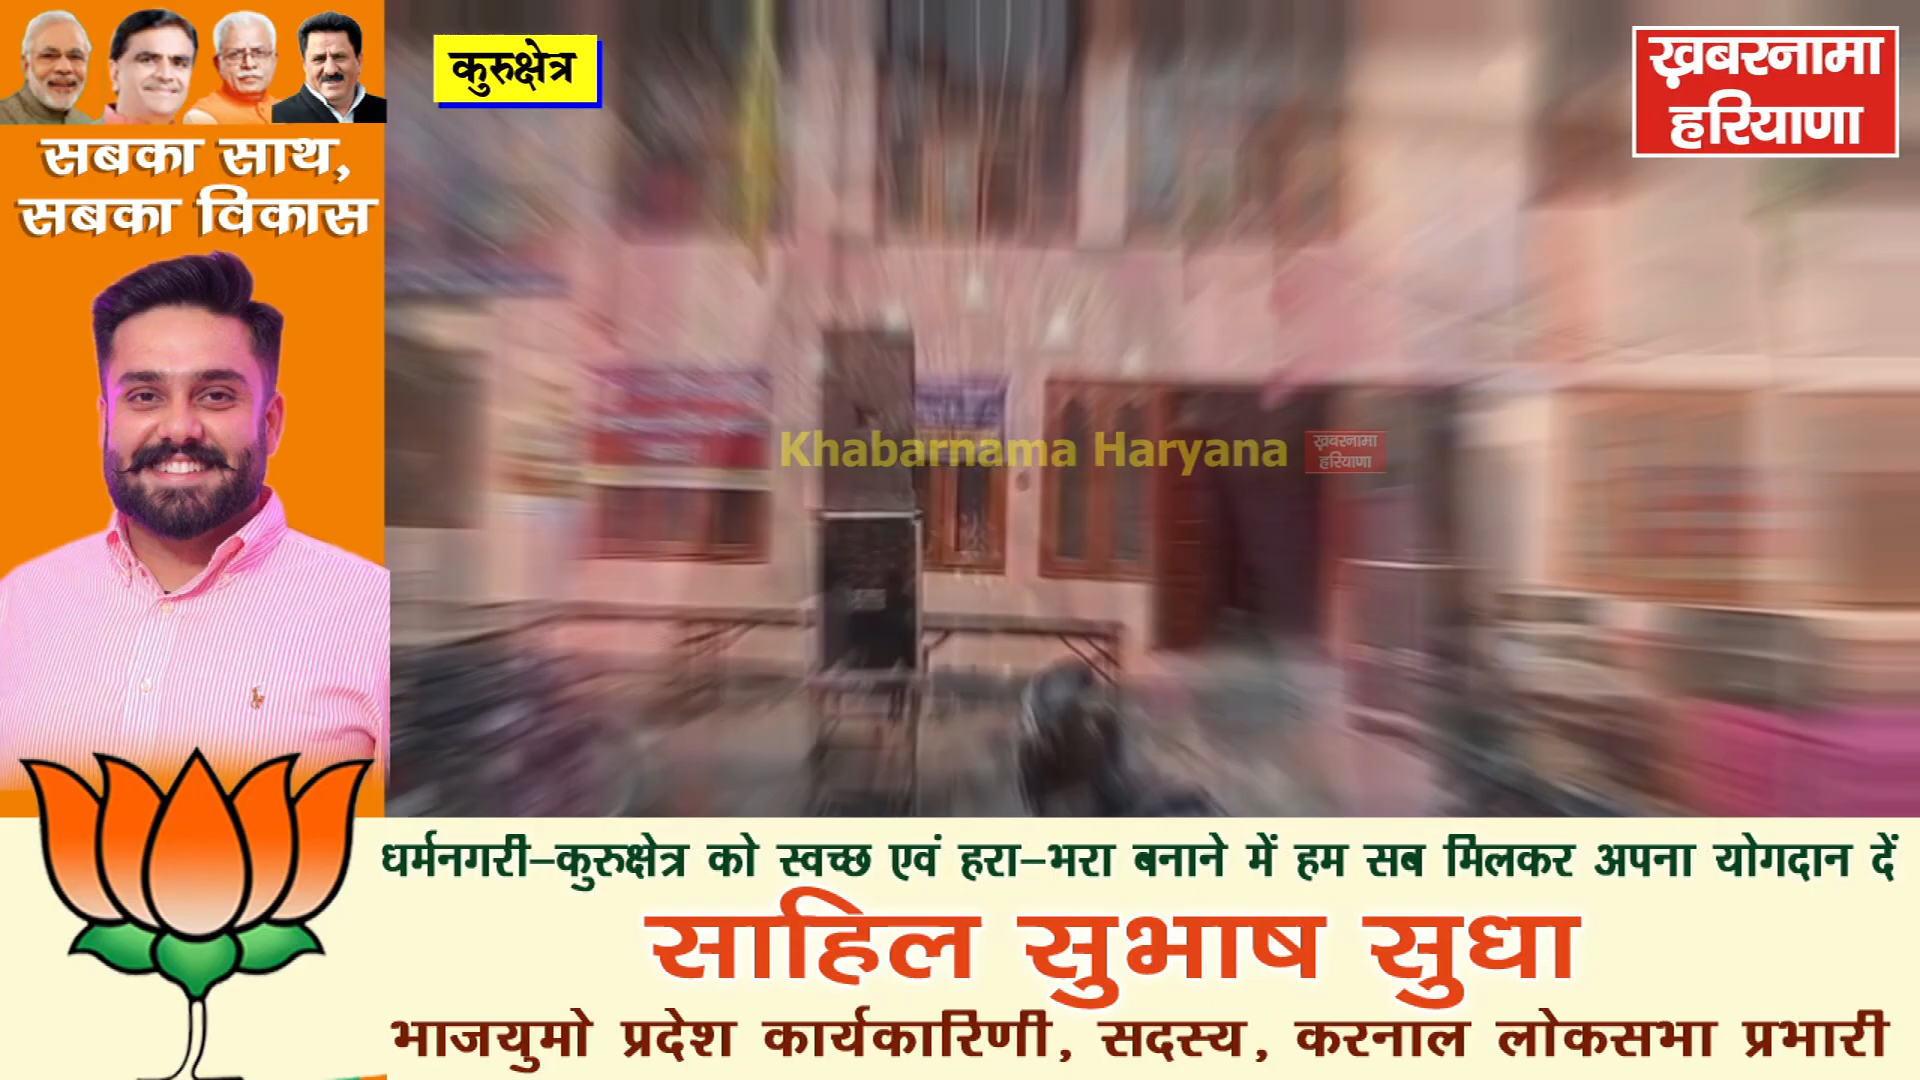 कुरुक्षेत्र
ख़बरनामा
हरियाणा
सबका साथ,
सबका विकास
Khabarnama Haryana
ख़बरनामा
हरियाणा
धर्मनगरी-कुरुक्षेत्र को स्वच्छ एवं हरा-भरा बनाने में हम सब मिलकर अपना योगदान दें
साहिल सुभाष सुधा
भाजयुमो प्रदेश कार्यकारिणी, सदस्य, करनाल लोकसभा प्रभारी